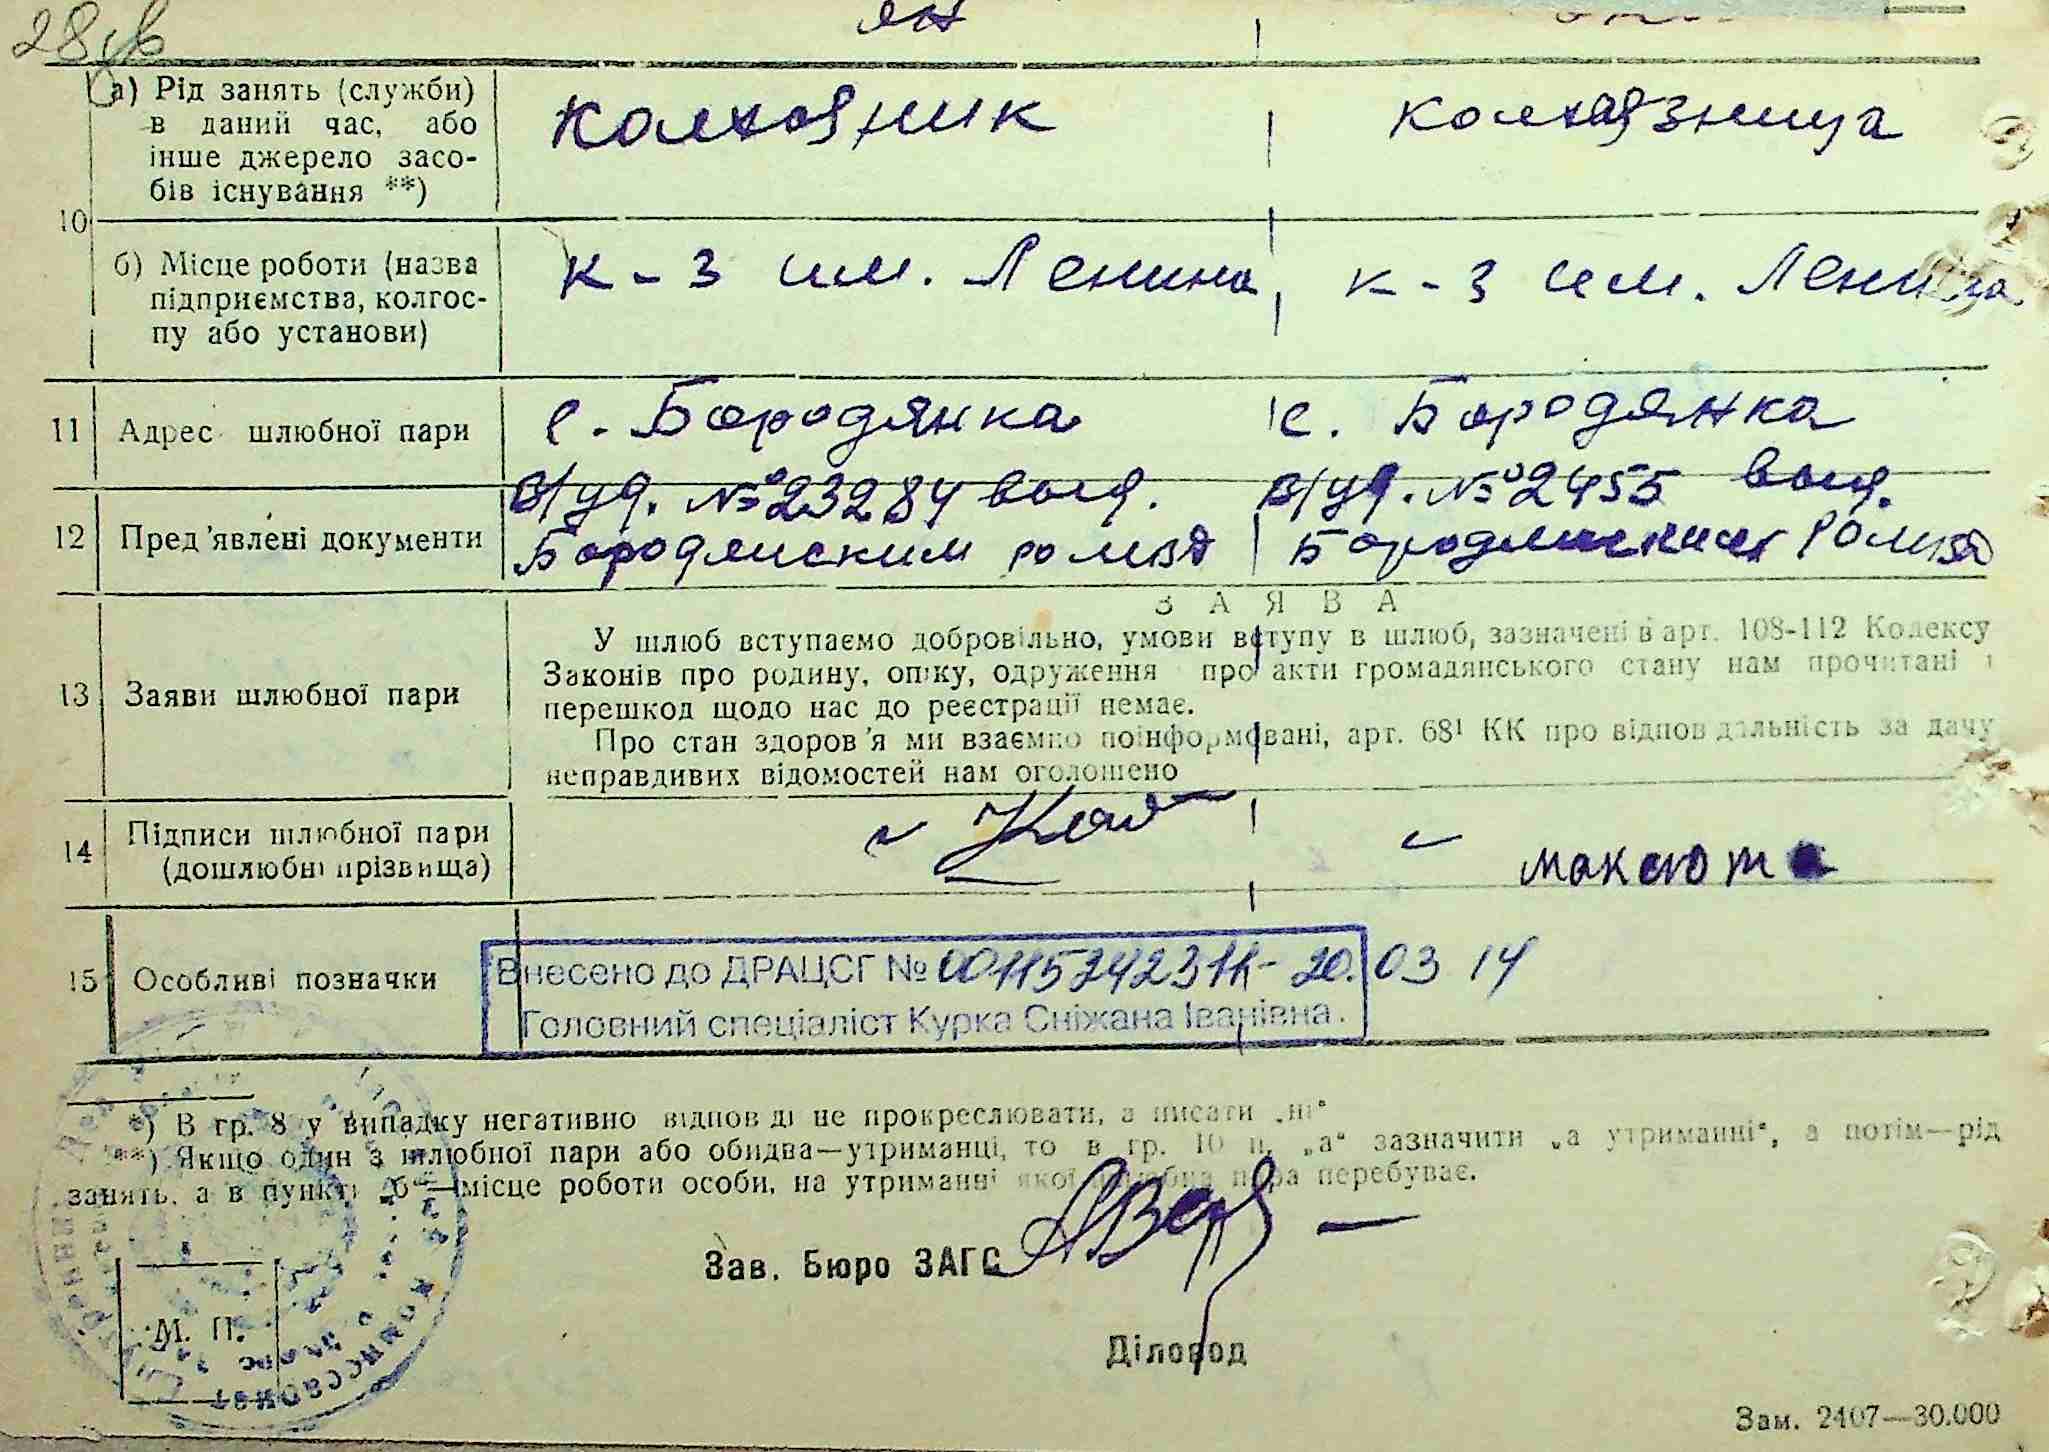 28
а) Рід занять (служби) в даний час, або інше джерело засобів існування **)
колхозник
колхозница
10
б) Місце роботи (назва підприємства, колгоспу або установи)
к-з им. Ленина
к-з им. Ленина
11 Адрес шлюбної пари
с. Бородянка
с. Бородянка
12 Пред'явлені документи
В/уд. №23284 выд.
Бородянским
В/уд. №2455 выд.
Бородянским
13 Заяви шлюбної пари
ЗАЯВА
У шлюб вступаємо добровільно, умови вступу в шлюб, зазначені в арт. 108-112 Кодексу
Законів про родину, опіку, одруження про акти громадянського стану нам прочитані і
перешкод щодо нас до реєстрації немає.
Про стан здоров'я ми взаємно поінформовані, арт. 68¹ КК про відповідальність за дачу
неправдивих відомостей нам оголошено
14 Підписи шлюбної пари
(дошлюбні прізвища)
15 Особливі позначки
Внесено до ДРАЦСГ № 20.03 14
Головний спеціаліст Курка Сніжана Іванівна.
*) В гр. 8 у випадку негативно відповіді не прокреслювати, а писати „ні“
**) Якщо один з шлюбної пари або обидва—утриманці, то в гр. 10 п. „а“ зазначити „а утриманні“, а потім—рід
занять, а в пункті „б“—місце роботи особи, на утриманні якої шлюбна пара перебуває.
Зав. Бюро ЗАГС
М. П.
Діловод
Зам. 2407—30.000